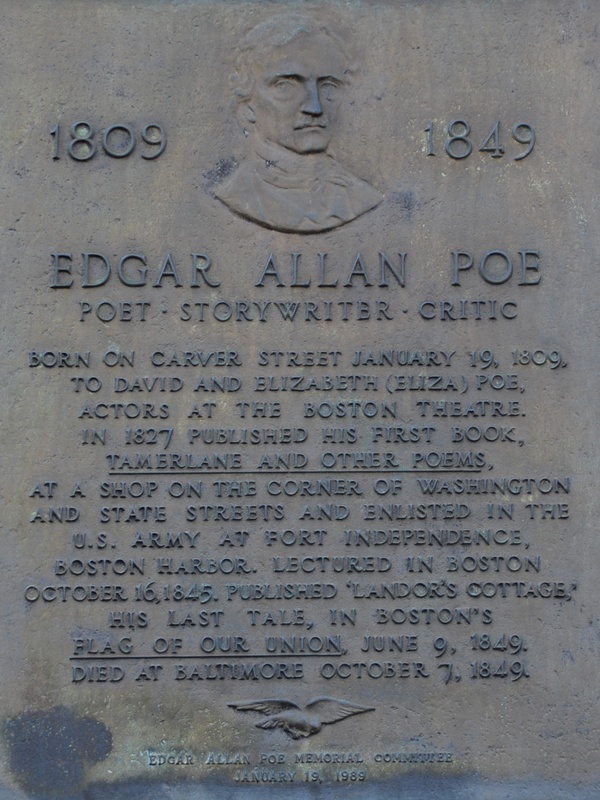 1809 1849
EDGAR ALLAN POE
POET · STORYWRITER · CRITIC
BORN ON CARVER STREET JANUARY 19, 1809,
TO DAVID AND ELIZABETH (ELIZA) POE,
ACTORS AT THE BOSTON THEATRE.
IN 1827 PUBLISHED HIS FIRST BOOK,
TAMERLANE AND OTHER POEMS,
AT A SHOP ON THE CORNER OF WASHINGTON
AND STATE STREETS AND ENLISTED IN THE
U.S. ARMY AT FORT INDEPENDENCE,
BOSTON HARBOR. LECTURED IN BOSTON
OCTOBER 16,1845. PUBLISHED 'LANDOR'S COTTAGE,'
HIS LAST TALE, IN BOSTON'S
FLAG OF OUR UNION, JUNE 9, 1849.
DIED AT BALTIMORE OCTOBER 7, 1849.
EDGAR ALLAN POE MEMORIAL COMMITTEE
JANUARY 19, 1989